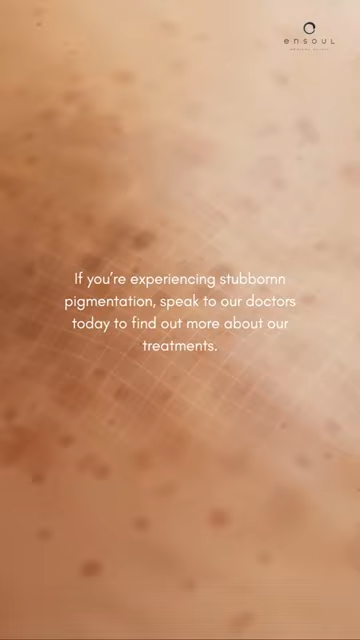 ensoul
If you're experiencing stubbornn
pigmentation, speak to our doctors
today to find out more about our
treatments.